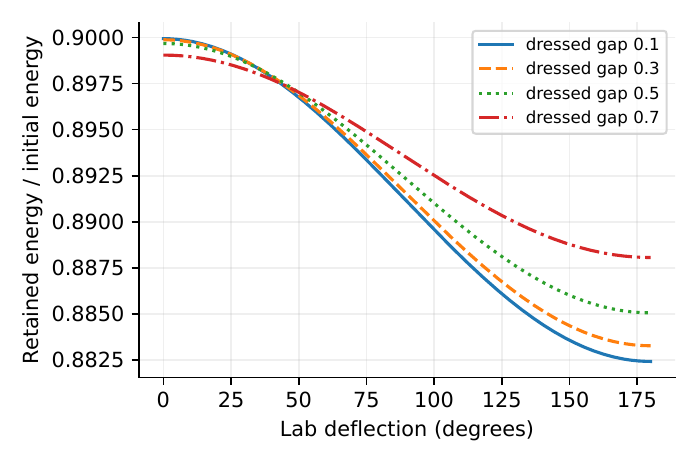 Retained energy / initial energy
0.9000
0.8975
0.8950
0.8925
0.8900
0.8875
0.8850
0.8825
dressed gap 0.1
dressed gap 0.3
dressed gap 0.5
dressed gap 0.7
0 25 50 75 100 125 150 175
Lab deflection (degrees)